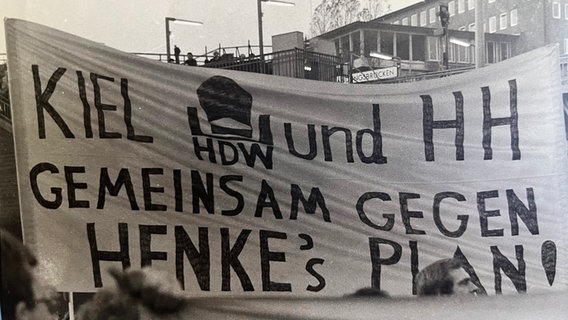 KIEL HDW und HH
GEMEINSAM GEGEN
HENKE's PLAN!